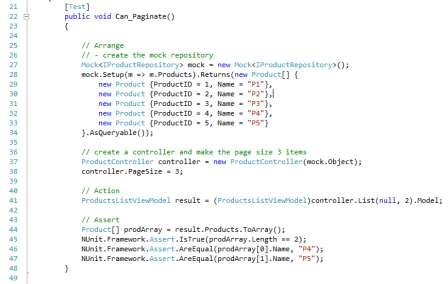 21 [Test]
22 public void Can_Paginate()
23 {
24
25 // Arrange
26 // - create the mock repository
27 Mock<IProductRepository> mock = new Mock<IProductRepository>();
28 mock.Setup(m => m.Products).Returns(new Product[] {
29 new Product {ProductID = 1, Name = "P1"},
30 new Product {ProductID = 2, Name = "P2"},
31 new Product {ProductID = 3, Name = "P3"},
32 new Product {ProductID = 4, Name = "P4"},
33 new Product {ProductID = 5, Name = "P5"}
34 }.AsQueryable());
35
36 // create a controller and make the page size 3 items
37 ProductController controller = new ProductController(mock.Object);
38 controller.PageSize = 3;
39
40 // Action
41 ProductsListViewModel result = (ProductsListViewModel)controller.List(null, 2).Model;
42
43 // Assert
44 Product[] prodArray = result.Products.ToArray();
45 NUnit.Framework.Assert.IsTrue(prodArray.Length == 2);
46 NUnit.Framework.Assert.AreEqual(prodArray[0].Name, "P4");
47 NUnit.Framework.Assert.AreEqual(prodArray[1].Name, "P5");
48 }
49